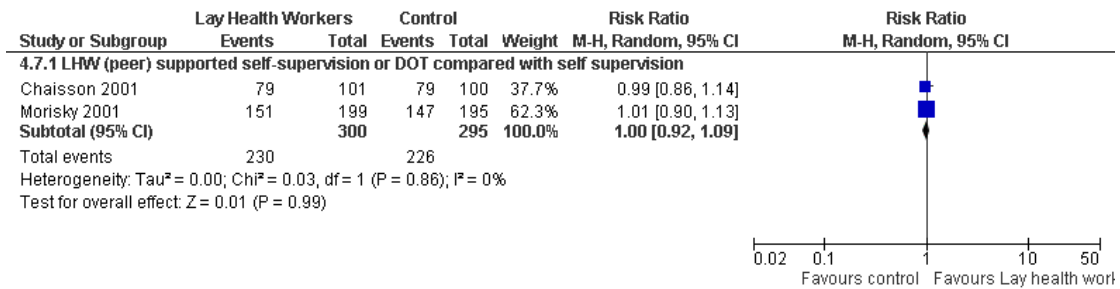 Lay Health Workers Control Risk Ratio Risk Ratio
Study or Subgroup Events Total Events Total Weight M-H, Random, 95% CI M-H, Random, 95% CI
4.7.1 LHW (peer) supported self-supervision or DOT compared with self supervision
Chaisson 2001 79 101 79 100 37.7% 0.99 [0.86, 1.14]
Morisky 2001 151 199 147 195 62.3% 1.01 [0.90, 1.13]
Subtotal (95% CI) 300 295 100.0% 1.00 [0.92, 1.09]
Total events 230 226
Heterogeneity: Tau² = 0.00; Chi² = 0.03, df = 1 (P = 0.86); I² = 0%
Test for overall effect: Z = 0.01 (P = 0.99)
0.02 0.1 1 10 50
Favours control Favours Lay health work